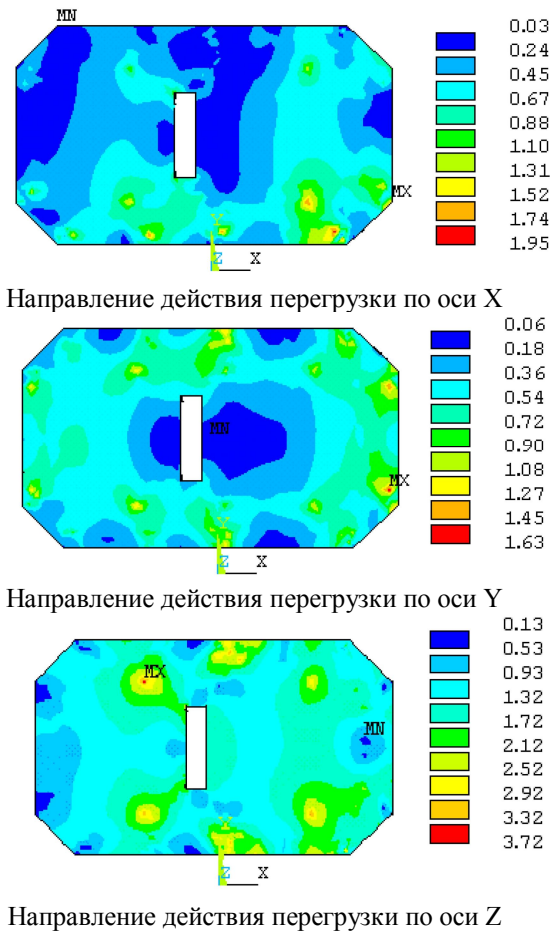 MN
0.03
0.24
0.45
0.67
0.88
1.10
1.31
1.52
1.74
1.95
MX
Y
Z X
Направление действия перегрузки по оси X
0.06
0.18
0.36
0.54
0.72
0.90
1.08
1.27
1.45
1.63
MN
MX
Y
Z X
Направление действия перегрузки по оси Y
0.13
0.53
0.93
1.32
1.72
2.12
2.52
2.92
3.32
3.72
MX
MN
Y
Z X
Направление действия перегрузки по оси Z